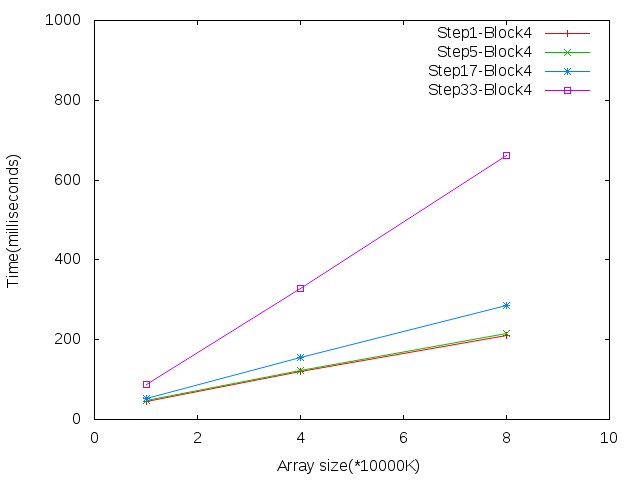 1000
800
600
400
200
0
0 2 4 6 8 10
Time(milliseconds)
Array size(*10000K)
Step1-Block4
Step5-Block4
Step17-Block4
Step33-Block4